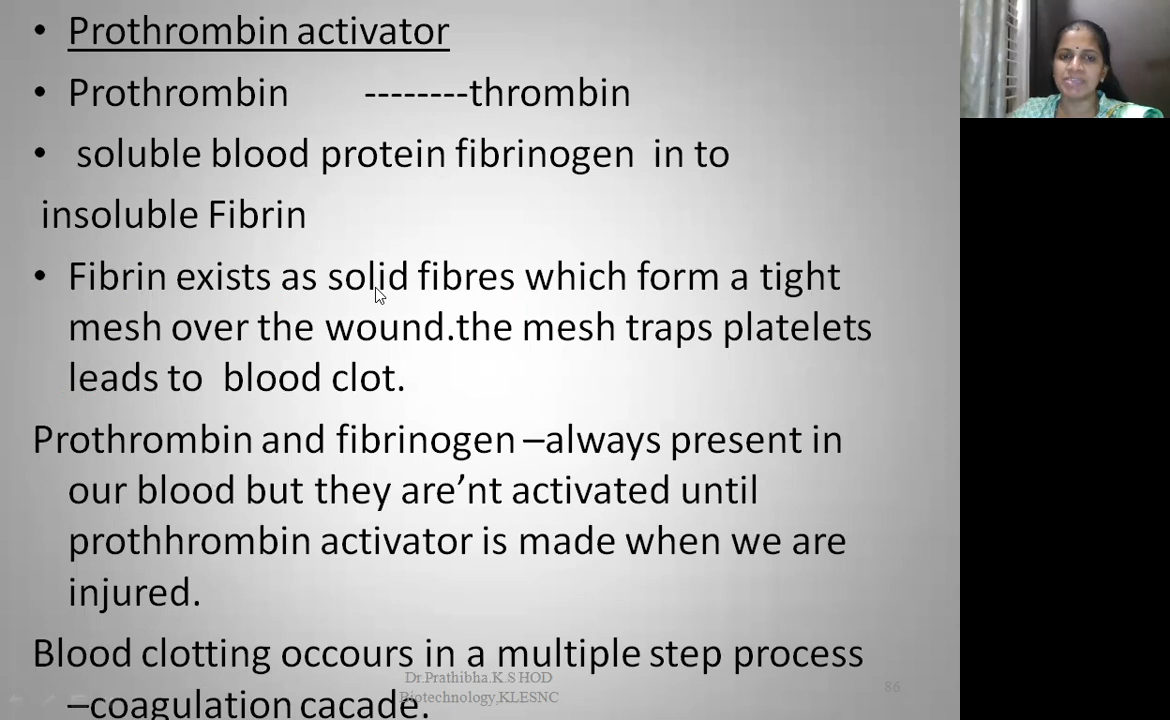 • Prothrombin activator
• Prothrombin --------thrombin
• soluble blood protein fibrinogen in to
insoluble Fibrin
• Fibrin exists as solid fibres which form a tight
mesh over the wound.the mesh traps platelets
leads to blood clot.
Prothrombin and fibrinogen –always present in
our blood but they are’nt activated until
prothhrombin activator is made when we are
injured.
Blood clotting occours in a multiple step process
–coagulation cacade.
Dr.Prathibha.K.S HOD
Biotechnology,KLESNC
86